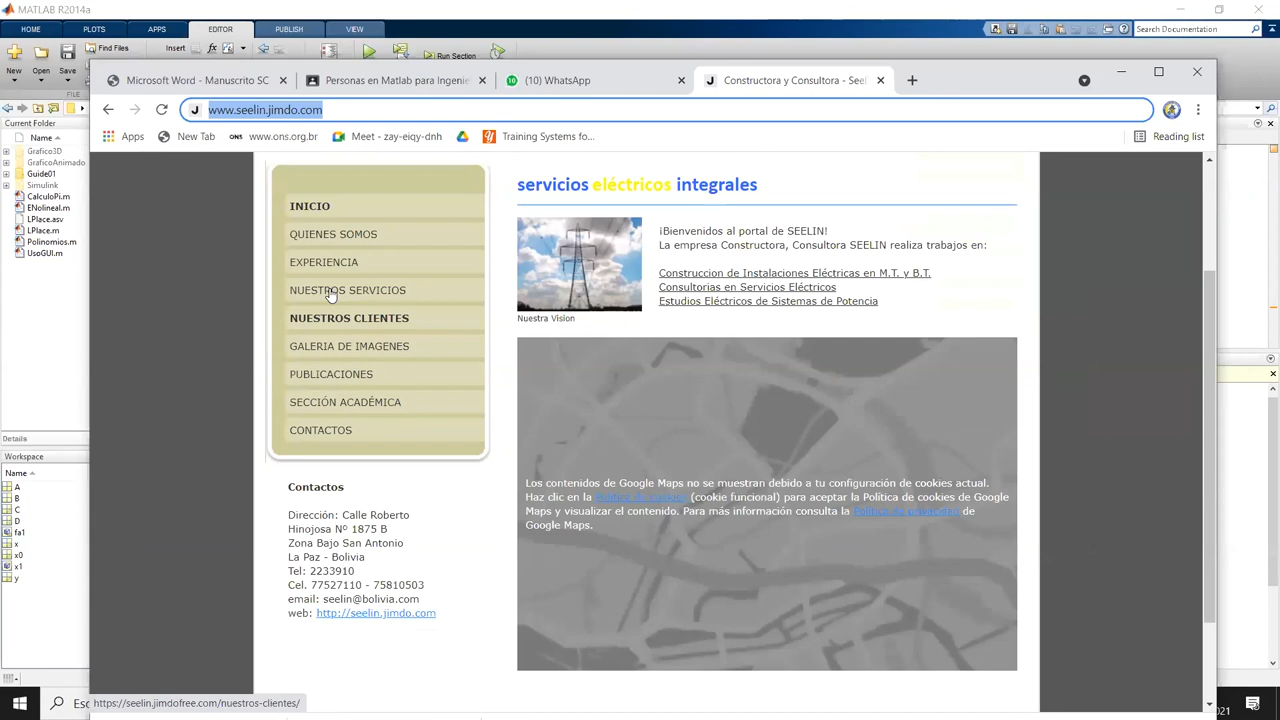 MATLAB R2014a
HOME PLOTS APPS EDITOR PUBLISH VIEW Search Documentation
Find Files Insert Run Section
New Open Save
FILE
Microsoft Word - Manuscrito SC Personas en Matlab para Ingenie (10) WhatsApp Constructora y Consultora - Seel
www.seelin.jimdo.com
Apps New Tab www.ons.org.br Meet - zay-eiqy-dnh Training Systems fo... Reading list
Current Folder
Name
Grafico3D
GraficoAnimado
Guide01
Simulink
CalculoPi.m
ENolineal.m
LPlace.asv
LPlace.m
Polinomios.m
UsoGUI.m
Details
Workspace
Name
A
B
C
D
fa1
x
x0
x1
y
INICIO
QUIENES SOMOS
EXPERIENCIA
NUESTROS SERVICIOS
NUESTROS CLIENTES
GALERIA DE IMAGENES
PUBLICACIONES
SECCIÓN ACADÉMICA
CONTACTOS
Contactos
Dirección: Calle Roberto
Hinojosa Nº 1875 B
Zona Bajo San Antonio
La Paz - Bolivia
Tel: 2233910
Cel. 77527110 - 75810503
email: seelin@bolivia.com
web: http://seelin.jimdo.com
servicios eléctricos integrales
¡Bienvenidos al portal de SEELIN!
La empresa Constructora, Consultora SEELIN realiza trabajos en:
Construccion de Instalaciones Eléctricas en M.T. y B.T.
Consultorias en Servicios Eléctricos
Estudios Eléctricos de Sistemas de Potencia
Nuestra Vision
Los contenidos de Google Maps no se muestran debido a tu configuración de cookies actual.
Haz clic en la Política de cookies (cookie funcional) para aceptar la Política de cookies de Google
Maps y visualizar el contenido. Para más información consulta la Política de privacidad de
Google Maps.
https://seelin.jimdofree.com/nuestros-clientes/
Esc
021